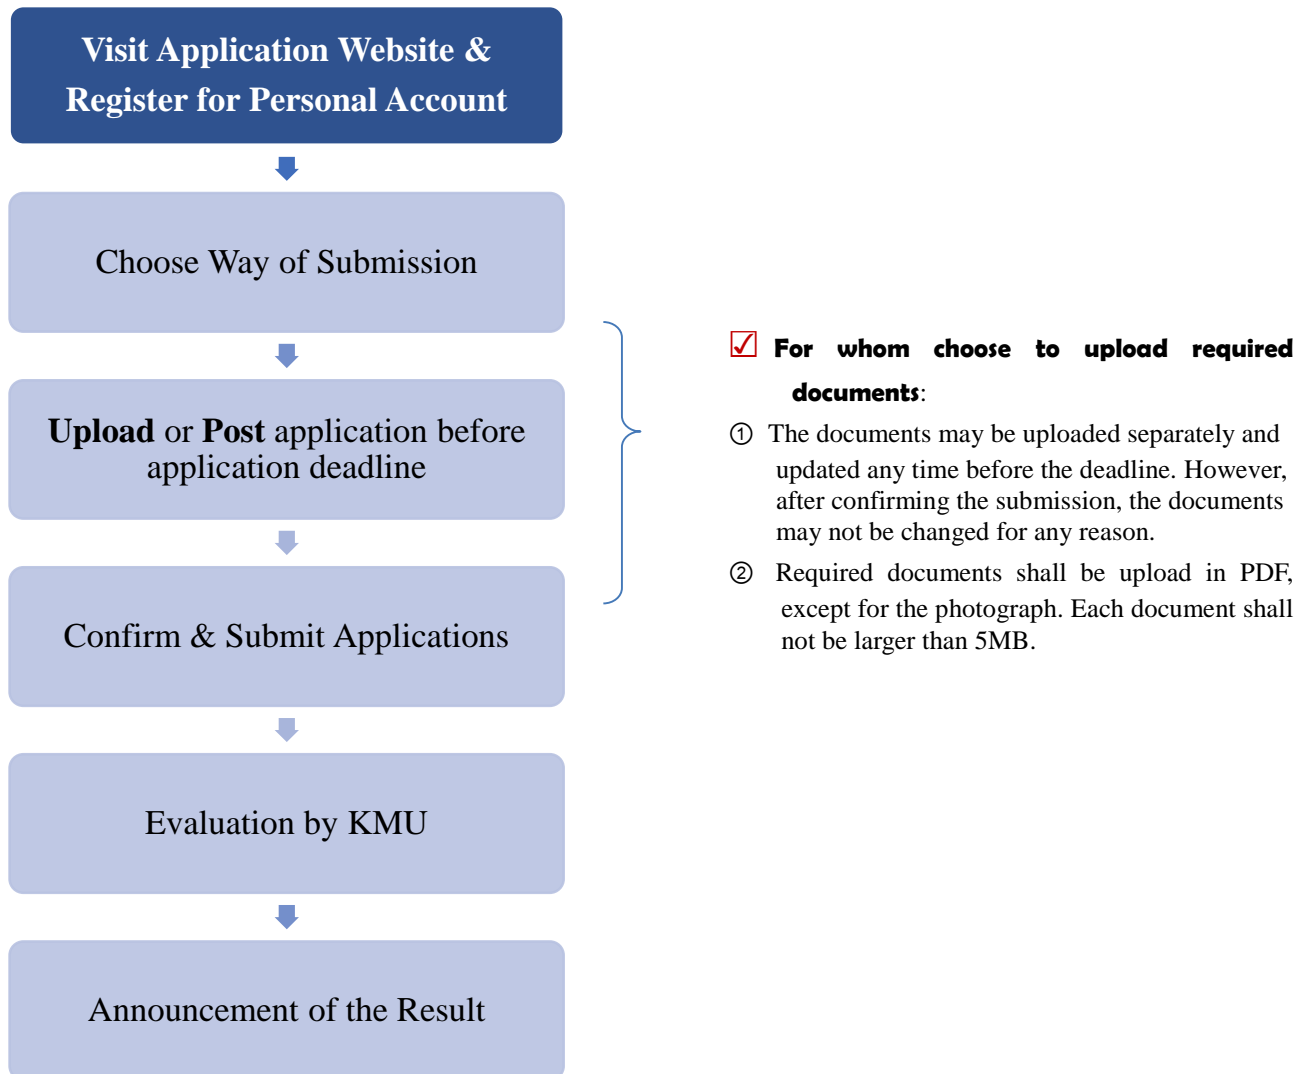 Visit Application Website &
Register for Personal Account
Choose Way of Submission
Upload or Post application before
application deadline
Confirm & Submit Applications
Evaluation by KMU
Announcement of the Result
☑ For whom choose to upload required
documents:
① The documents may be uploaded separately and
updated any time before the deadline. However,
after confirming the submission, the documents
may not be changed for any reason.
② Required documents shall be upload in PDF,
except for the photograph. Each document shall
not be larger than 5MB.